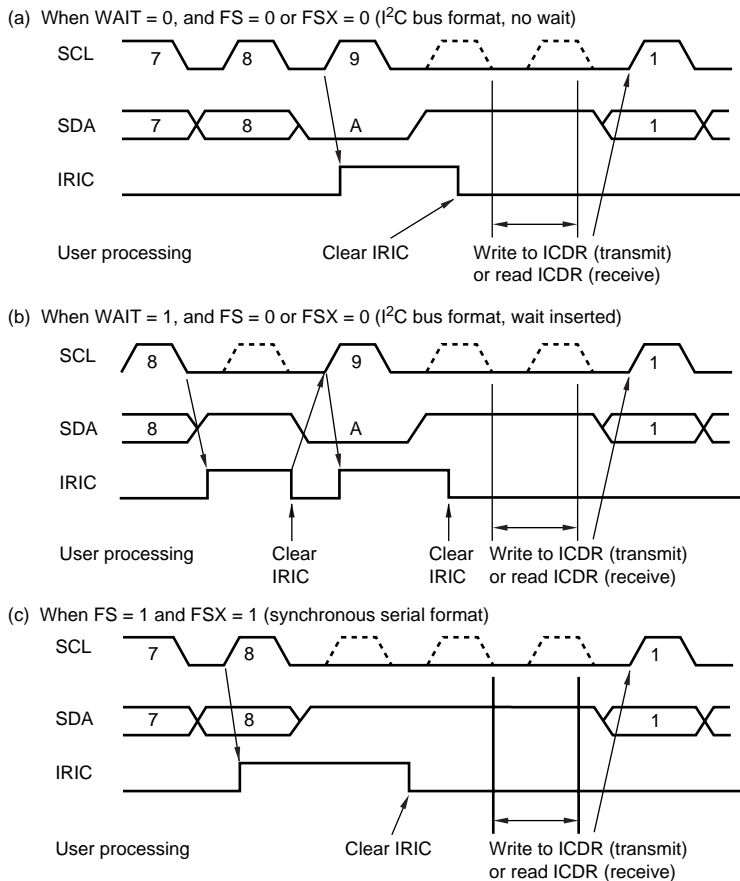 (a) When WAIT = 0, and FS = 0 or FSX = 0 (I²C bus format, no wait)
SCL 7 8 9 1
SDA 7 8 A 1
IRIC
User processing Clear IRIC Write to ICDR (transmit)
or read ICDR (receive)
(b) When WAIT = 1, and FS = 0 or FSX = 0 (I²C bus format, wait inserted)
SCL 8 9 1
SDA 8 A 1
IRIC
User processing Clear Clear Write to ICDR (transmit)
IRIC IRIC or read ICDR (receive)
(c) When FS = 1 and FSX = 1 (synchronous serial format)
SCL 7 8 1
SDA 7 8 1
IRIC
User processing Clear IRIC Write to ICDR (transmit)
or read ICDR (receive)